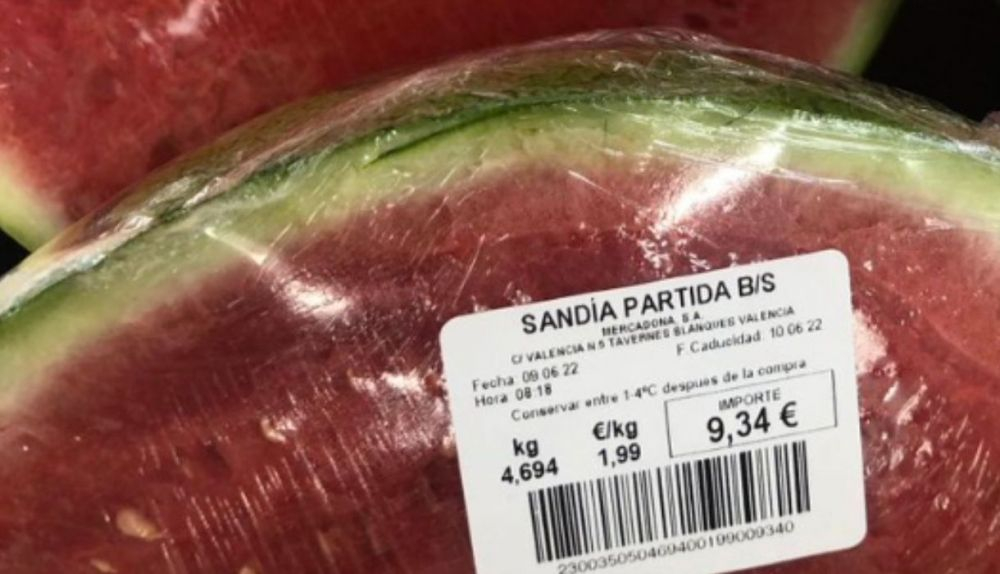 SANDÍA PARTIDA B/S
MERCADONA, S.A.
C/ VALENCIA N.5 TAVERNES BLANQUES VALENCIA
Fecha 09 06 22 F Caducidad 10 06 22
Hora 08:18
Conservar entre 1-4ºC despues de la compra
kg €/kg IMPORTE
4,694 1,99 9,34 €
230035050469400199009340